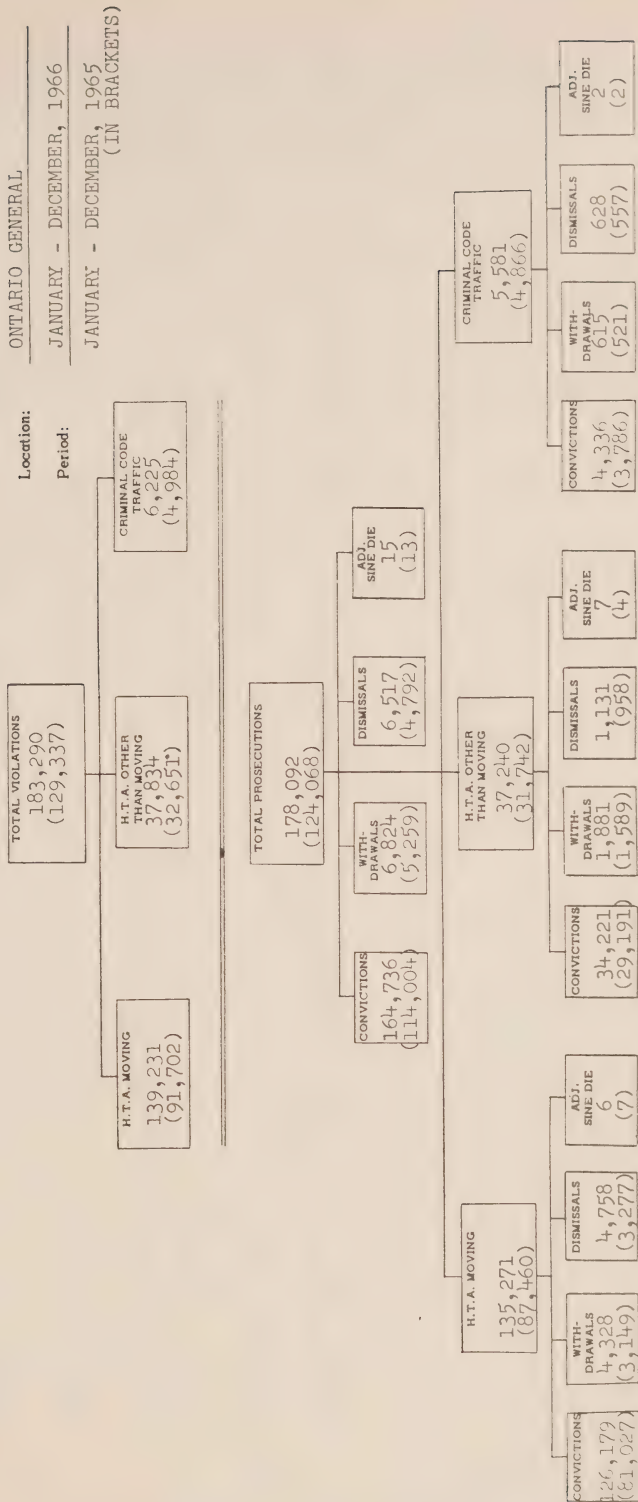 Location: ONTARIO GENERAL
Period: JANUARY - DECEMBER, 1966
JANUARY - DECEMBER, 1965
(IN BRACKETS)
TOTAL VIOLATIONS
183,290
(129,337)
H.T.A. MOVING
139,231
(91,702)
H.T.A. OTHER
THAN MOVING
37,834
(32,651)
CRIMINAL CODE
TRAFFIC
6,225
(4,984)
TOTAL PROSECUTIONS
178,092
(124,068)
CONVICTIONS
164,736
(114,004)
WITH-
DRAWALS
6,824
(5,259)
DISMISSALS
6,517
(4,792)
ADJ.
SINE DIE
15
(13)
H.T.A. MOVING
135,271
(87,460)
H.T.A. OTHER
THAN MOVING
37,240
(31,742)
CRIMINAL CODE
TRAFFIC
5,581
(4,866)
CONVICTIONS
126,179
(81,027)
WITH-
DRAWALS
4,328
(3,149)
DISMISSALS
4,758
(3,277)
ADJ.
SINE DIE
6
(7)
CONVICTIONS
34,221
(29,191)
WITH-
DRAWALS
1,881
(1,589)
DISMISSALS
1,131
(958)
ADJ.
SINE DIE
7
(4)
CONVICTIONS
4,336
(3,786)
WITH-
DRAWALS
615
(521)
DISMISSALS
628
(557)
ADJ.
SINE DIE
2
(2)